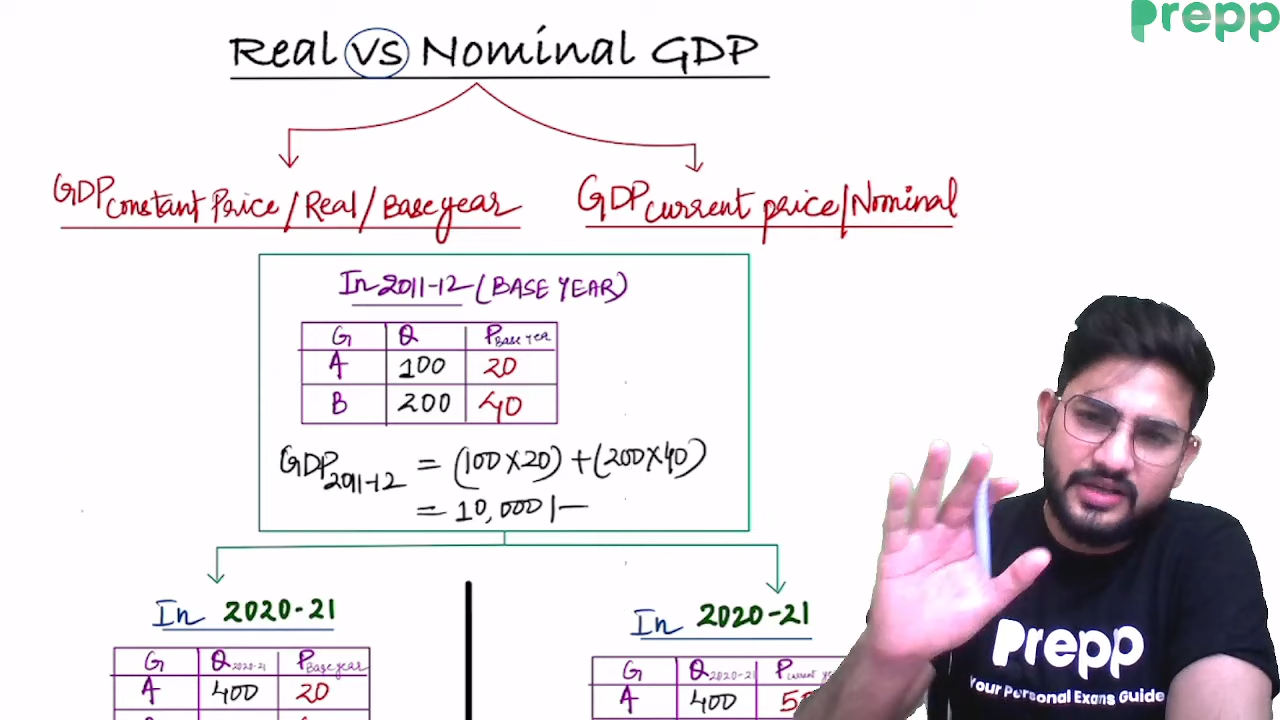 Prepp
Real VS Nominal GDP
GDP Constant Price / Real / Base year
GDP current price / Nominal
In 2011-12 (BASE YEAR)
G Q P Base year
A 100 20
B 200 40
GDP 2011-12 = (100 X 20) + (200 X 40)
= 10,000/-
In 2020-21
G Q 2020-21 P Base year
A 400 20
In 2020-21
G Q 2020-21 P Current
A 400
Prepp
Your Personal Exams Guide